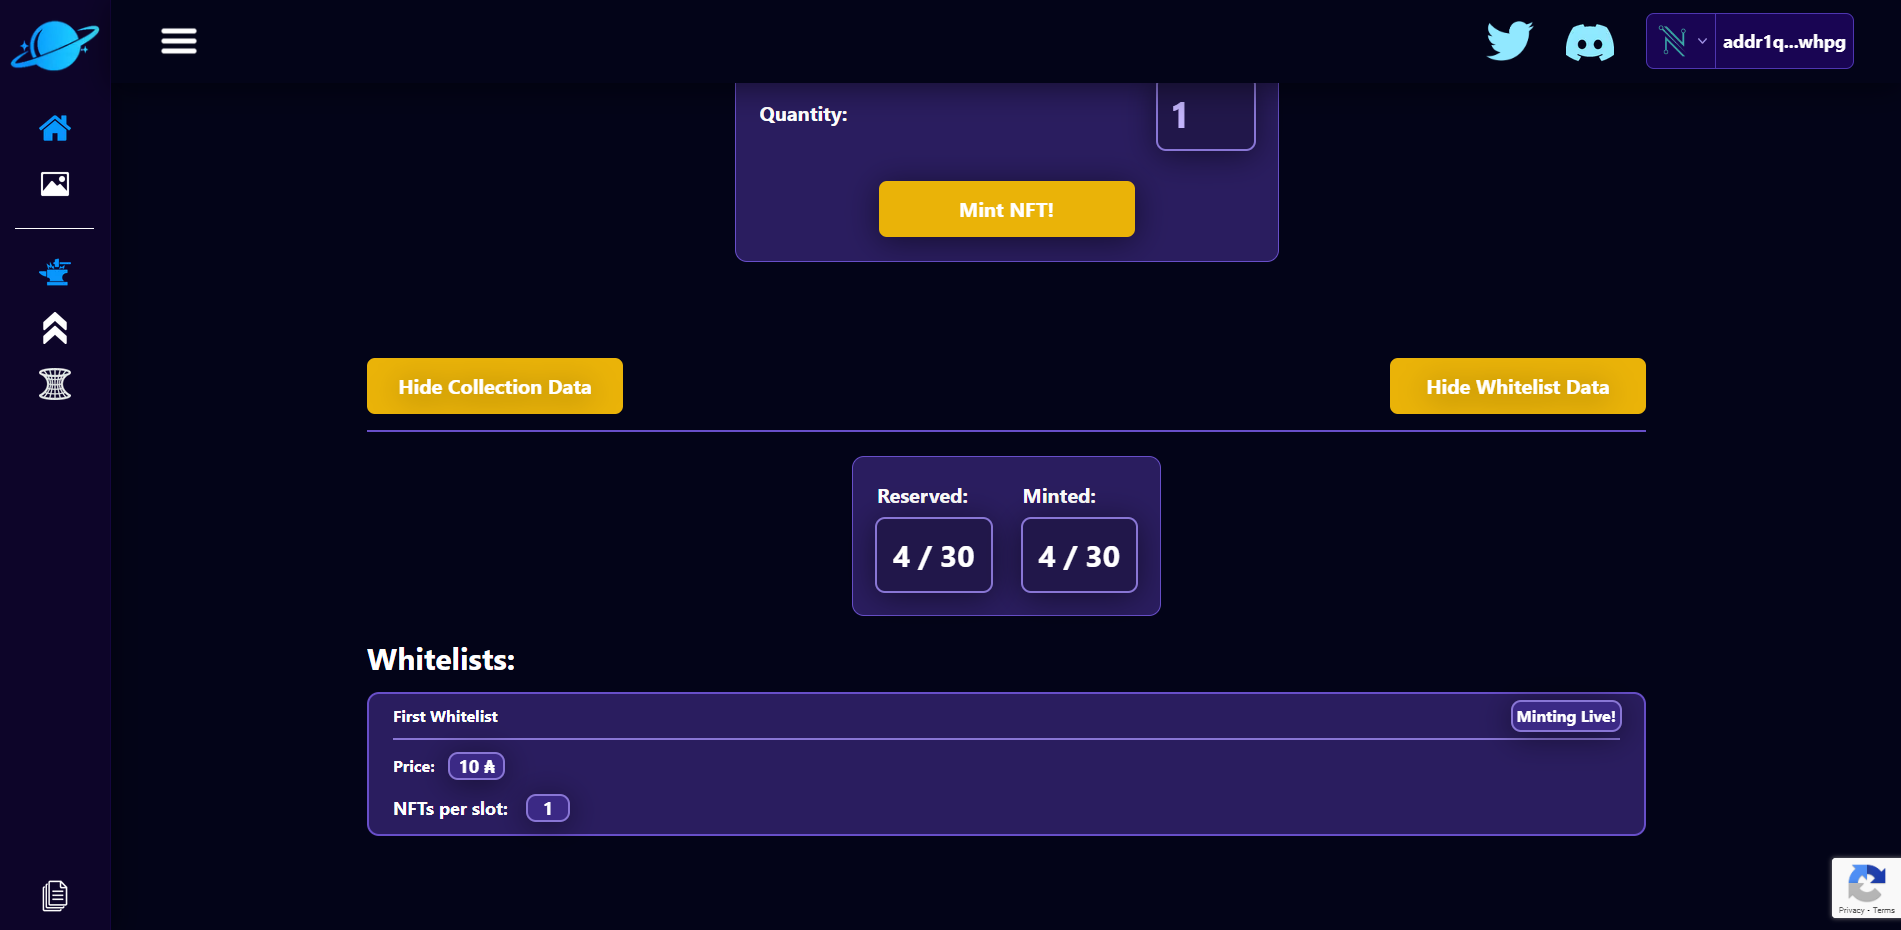 addr1q...whpg
Quantity:
1
Mint NFT!
Hide Collection Data
Hide Whitelist Data
Reserved:
Minted:
4 / 30
4 / 30
Whitelists:
First Whitelist
Minting Live!
Price:
10 ₳
NFTs per slot:
1
Privacy - Terms